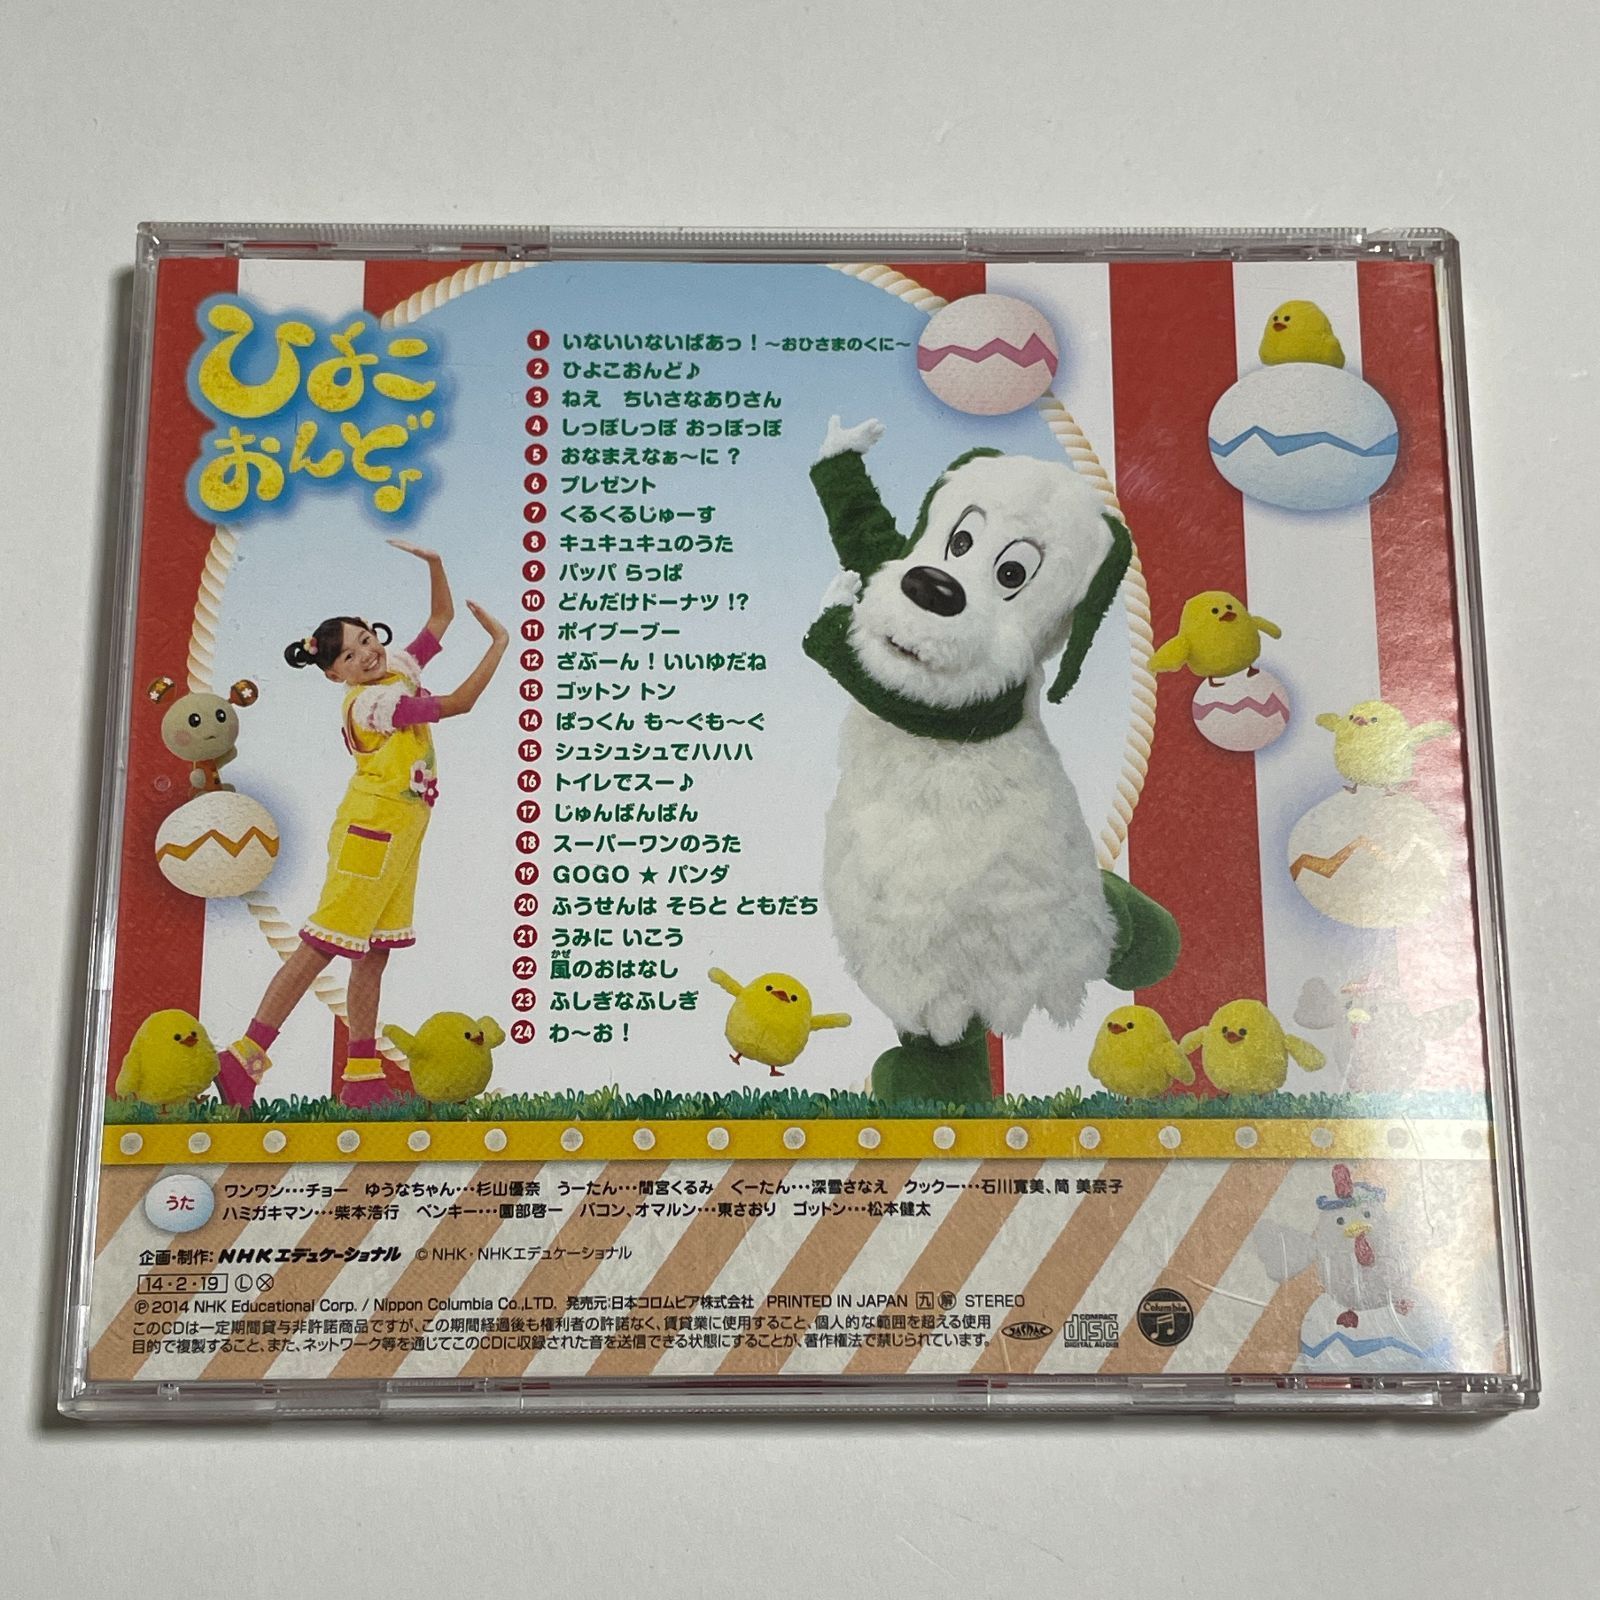 ひよこ
おんど♪
1 いないいないばあっ！～おひさまのくに～
2 ひよこおんど♪
3 ねえ　ちいさなありさん
4 しっぽしっぽ おっぽっぽ
5 おなまえなぁ～に？
6 プレゼント
7 くるくるじゅーす
8 キュキュキュのうた
9 パッパ らっぱ
10 どんだけドーナツ !?
11 ポイブーブー
12 ざぶーん！いいゆだね
13 ゴットン トン
14 ぱっくん も～ぐも～ぐ
15 シュシュシュでハハハ
16 トイレでスー♪
17 じゅんばんばん
18 スーパーワンのうた
19 GOGO ★ パンダ
20 ふうせんは そらと ともだち
21 うみに いこう
22 風のおはなし
かぜ
23 ふしぎなふしぎ
24 わ～お！
うた
ワンワン…チョー　ゆうなちゃん…杉山優奈　うーたん…間宮くるみ　ぐーたん…深雪さなえ　クックー…石川寛美、筒 美奈子
ハミガキマン…柴本浩行　ベンキー…園部啓一　パコン、オマルン…東さおり　ゴットン…松本健太
企画・制作：NHKエデュケーショナル　©NHK・NHKエデュケーショナル
14・2・19 Ⓛ Ⓧ
℗2014 NHK Educational Corp. / Nippon Columbia Co.,LTD. 発売元:日本コロムビア株式会社　PRINTED IN JAPAN 九 解 STEREO
このCDは一定期間貸与非許諾商品ですが、この期間経過後も権利者の許諾なく、賃貸業に使用すること、個人的な範囲を超える使用
目的で複製すること、また、ネットワーク等を通じてこのCDに収録された音を送信できる状態にすることが、著作権法で禁じられています。
JASRAC
COMPACT
disc
DIGITAL AUDIO
Columbia